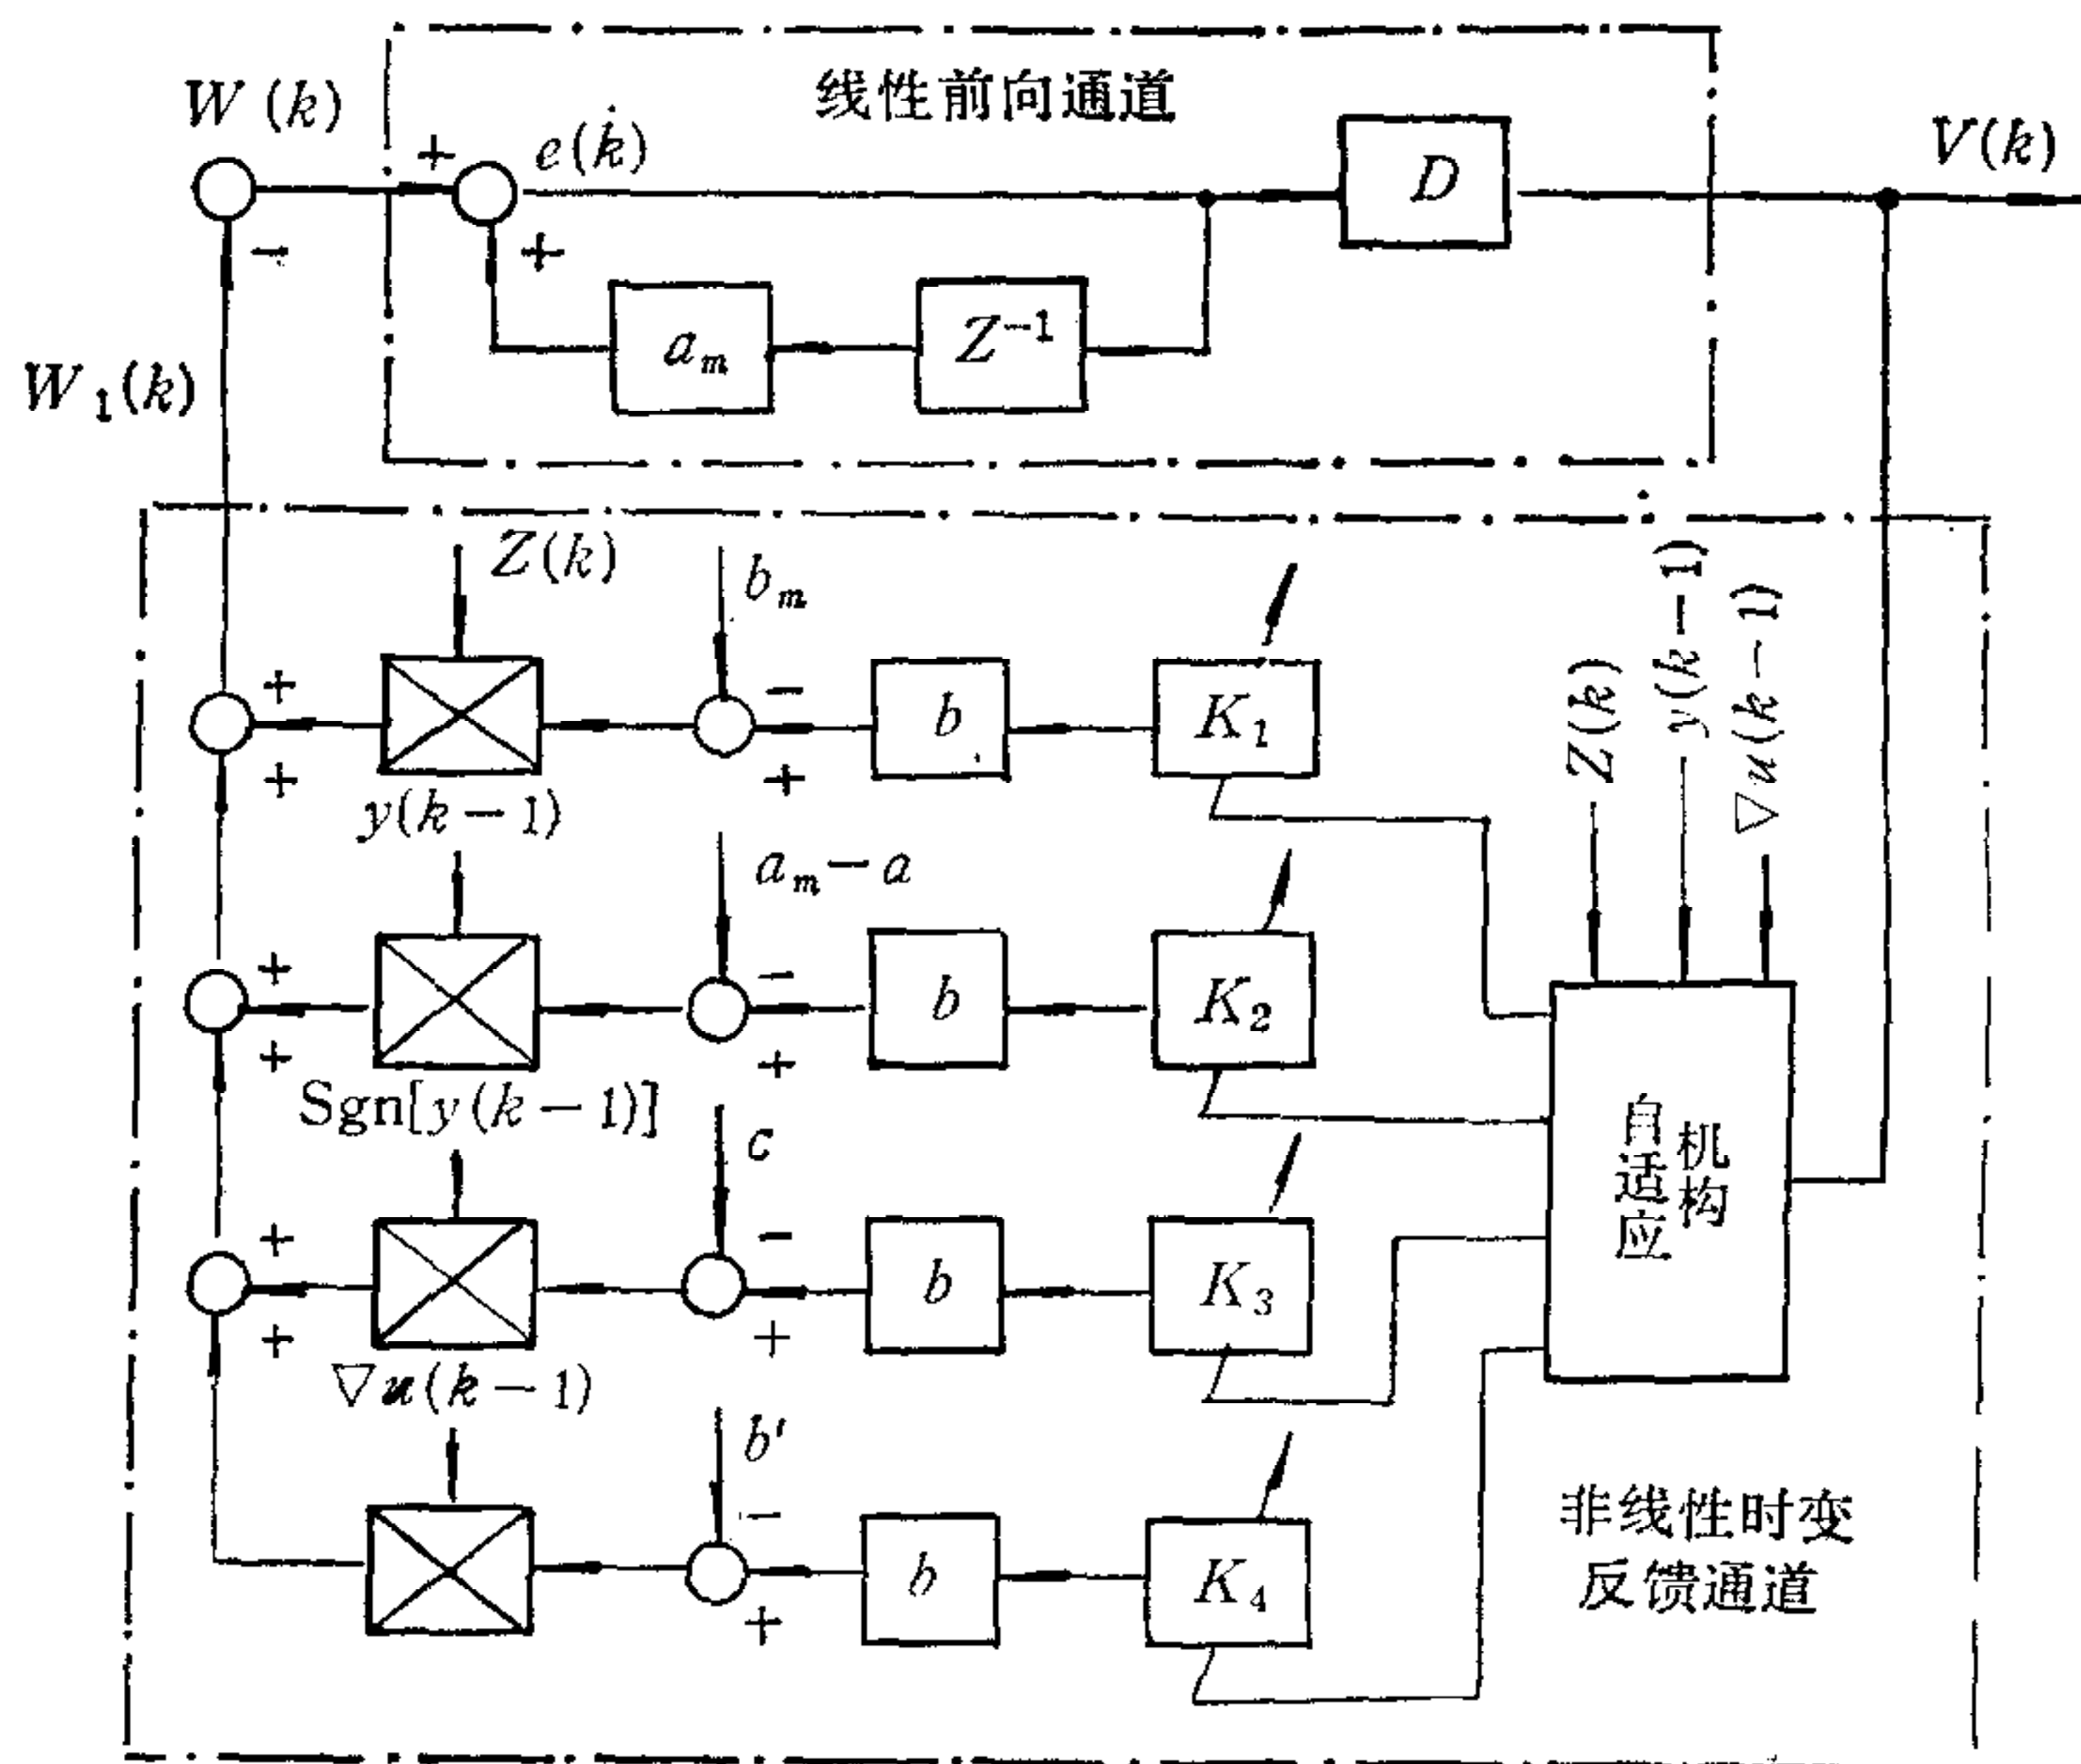 线性前向通道
W(k)
+
e(k)
D
V(k)
−
+
a_m
Z⁻¹
W₁(k)
Z(k)
b_m
+
−
b
K₁
+
+
y(k−1)
a_m−a
Z(k)
y(k−1)
▽u(k−1)
+
−
b
K₂
+
+
Sgn[y(k−1)]
c
自适应
机构
+
−
b
K₃
+
+
▽u(k−1)
b′
−
b
K₄
+
非线性时变
反馈通道